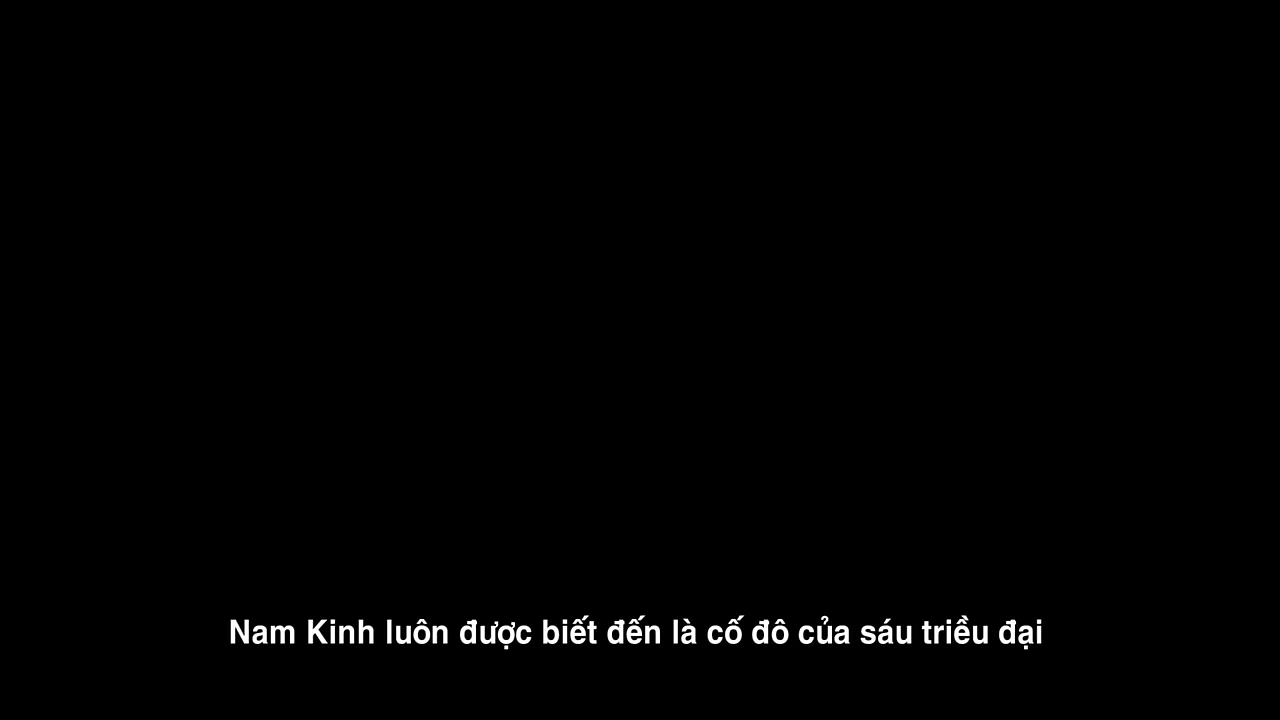 Nam Kinh luôn được biết đến là cố đô của sáu triều đại